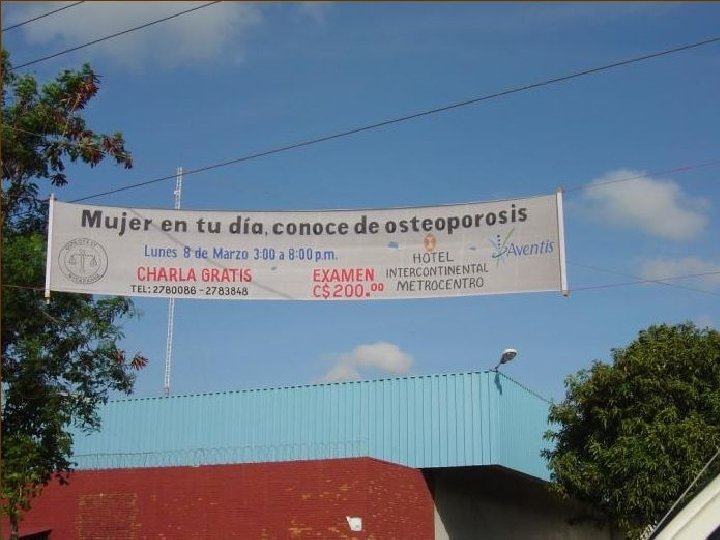 Mujer en tu día, conoce de osteoporosis
Lunes 8 de Marzo 3:00 a 8:00 p.m.
CHARLA GRATIS
TEL: 2780086 - 2783848
EXAMEN
C$200.00
HOTEL
INTERCONTINENTAL
METROCENTRO
Aventis